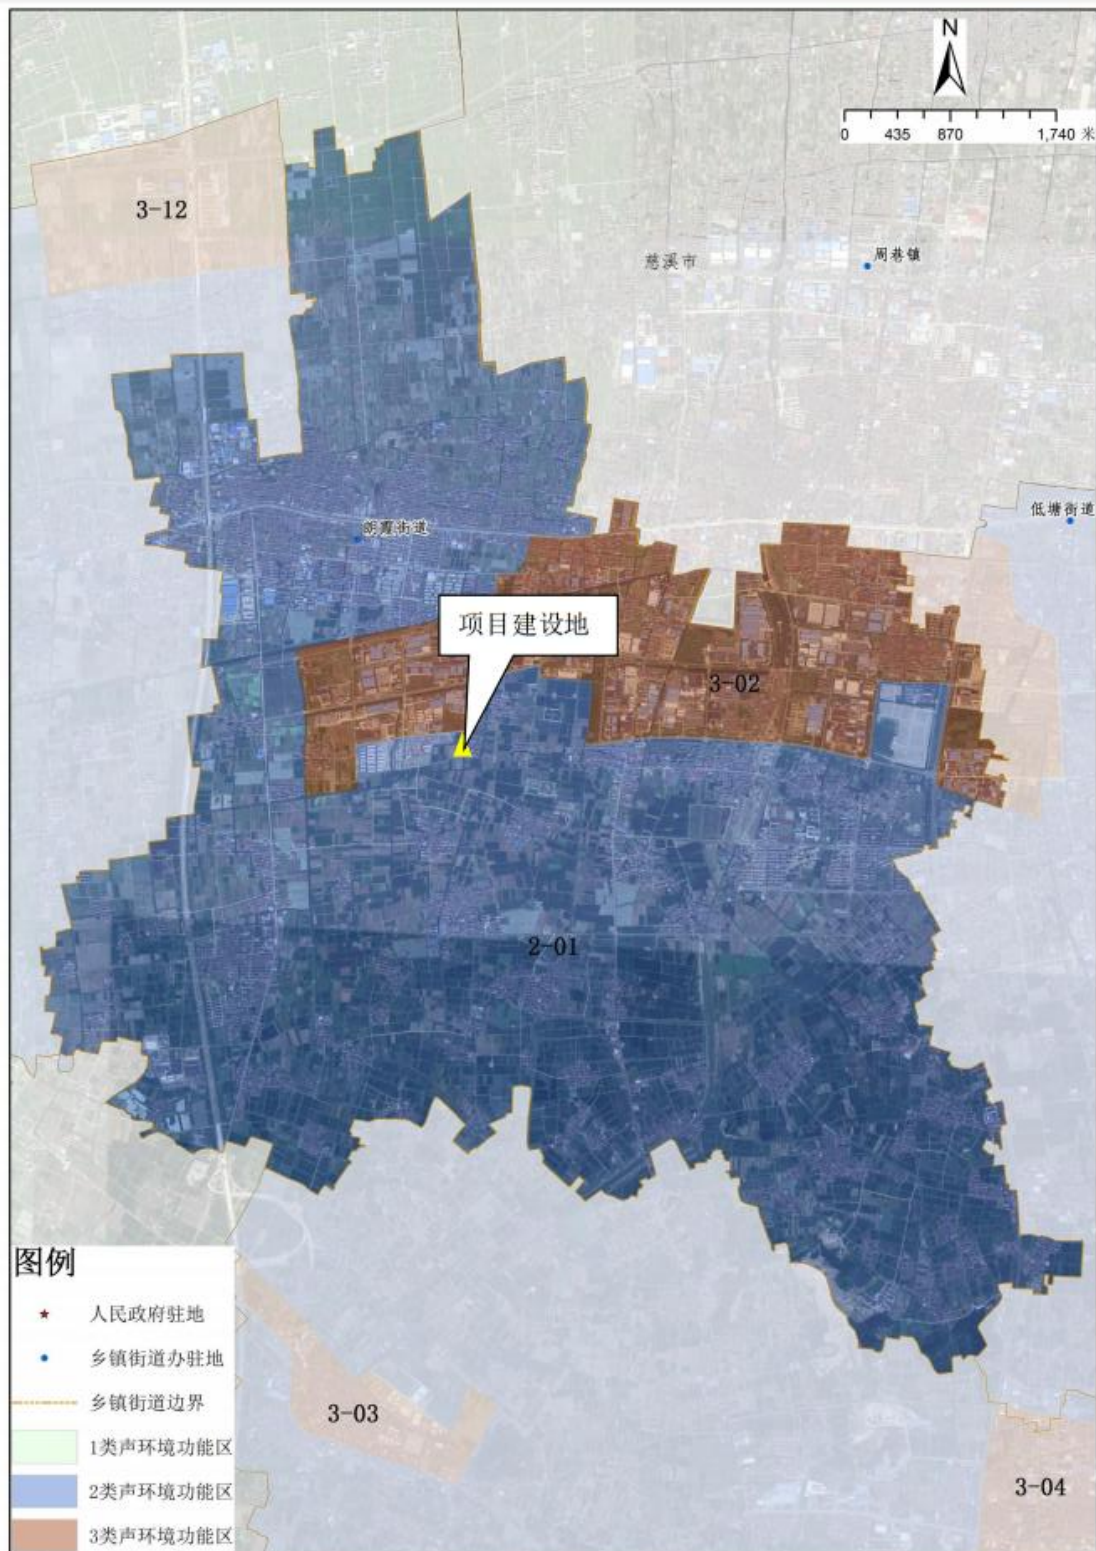 N
0 435 870 1,740 米
3-12
慈溪市
周巷镇
低塘街道
朗霞街道
项目建设地
3-02
2-01
图例
人民政府驻地
乡镇街道办驻地
乡镇街道边界
1类声环境功能区
2类声环境功能区
3类声环境功能区
3-03
3-04